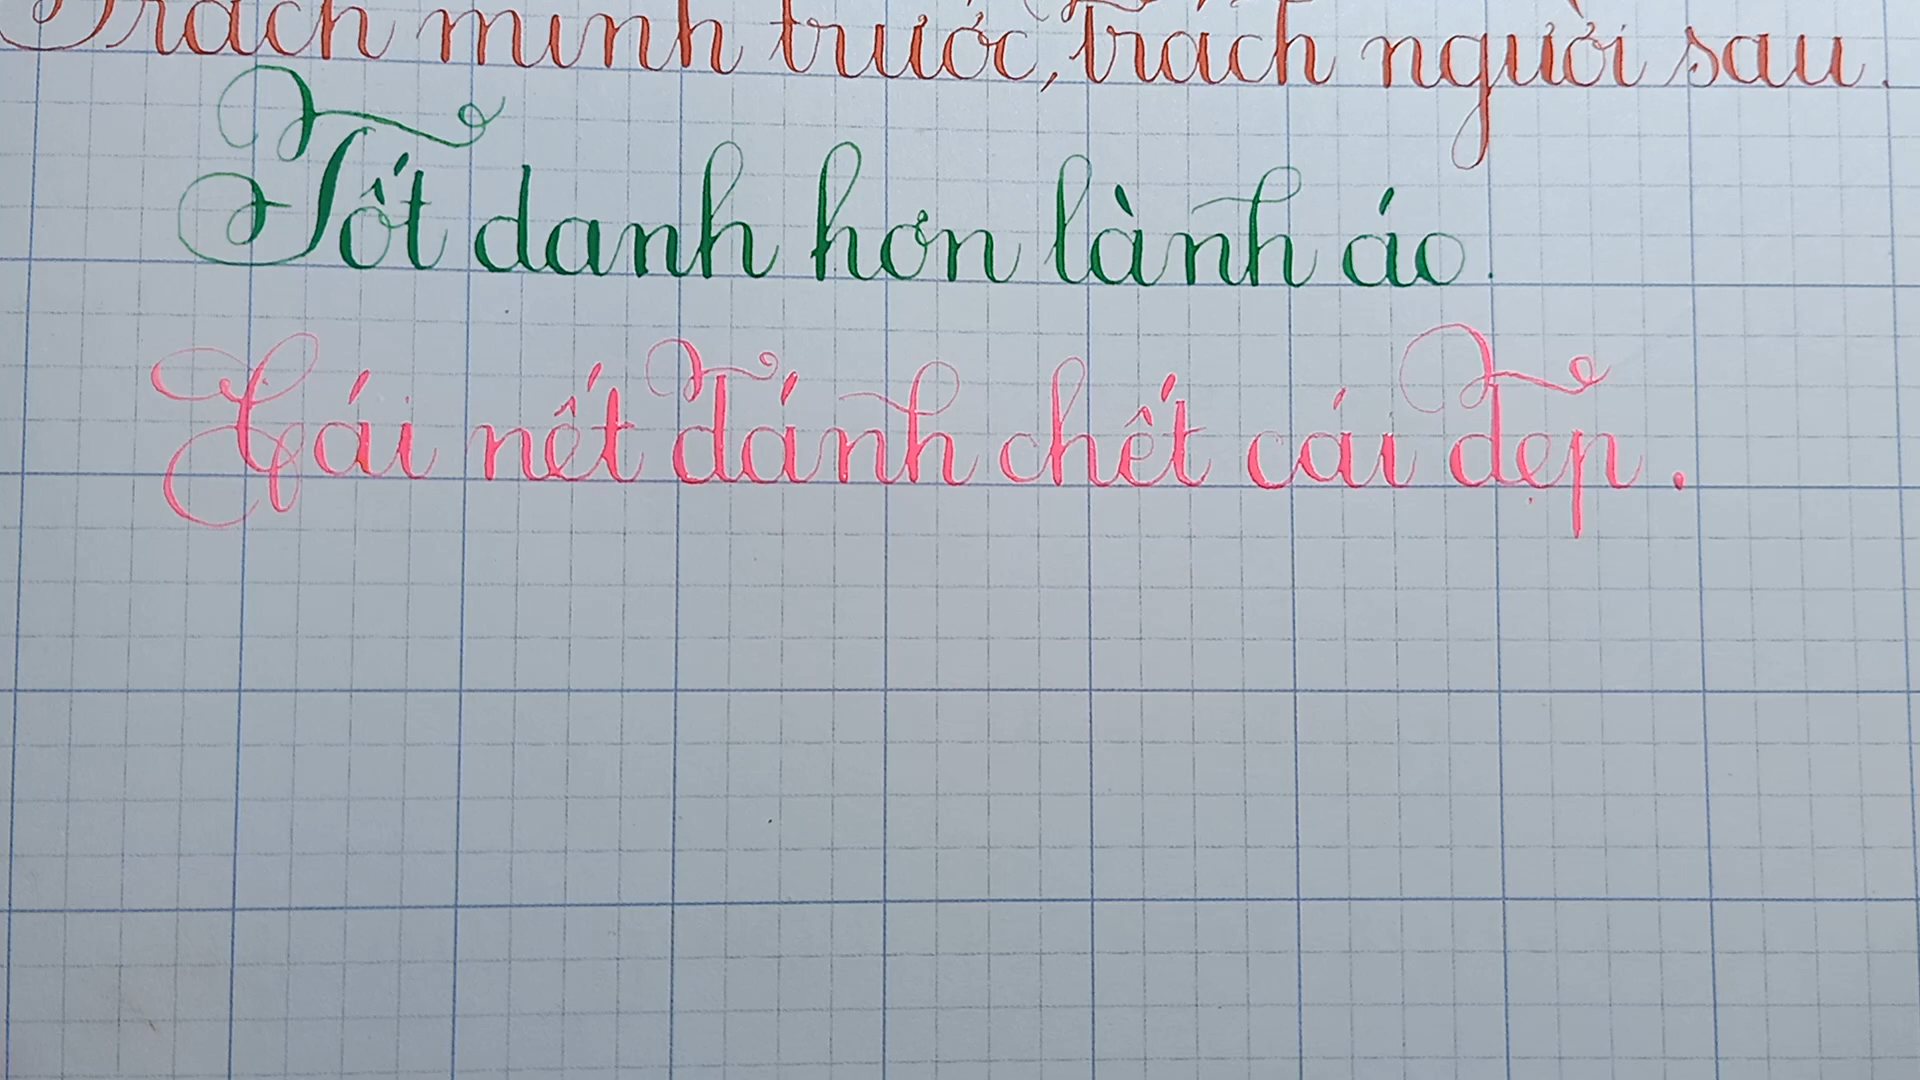 Trách mình trước, trách người sau.
Tốt danh hơn lành áo.
Cái nết đánh chết cái đẹp.